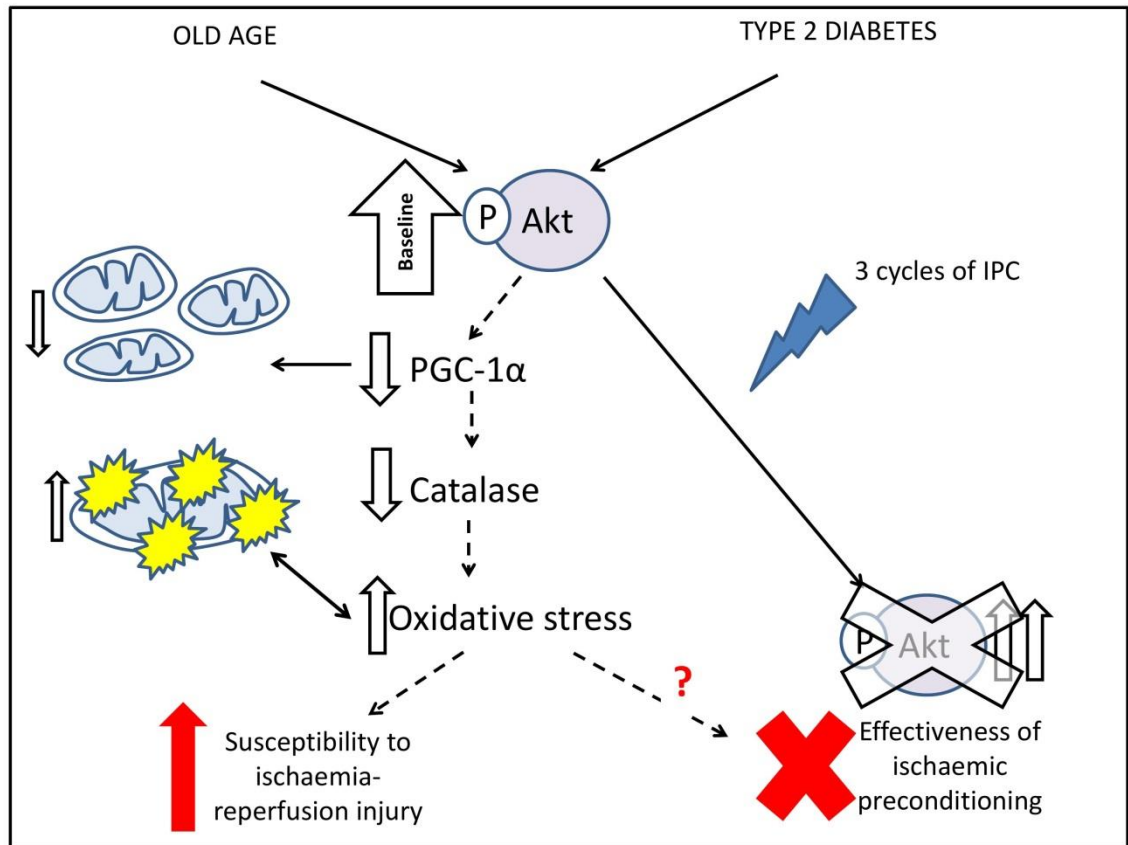 OLD AGE
TYPE 2 DIABETES
Baseline
P
Akt
3 cycles of IPC
PGC-1α
Catalase
Oxidative stress
?
P
Akt
Susceptibility to
ischaemia-
reperfusion injury
Effectiveness of
ischaemic
preconditioning